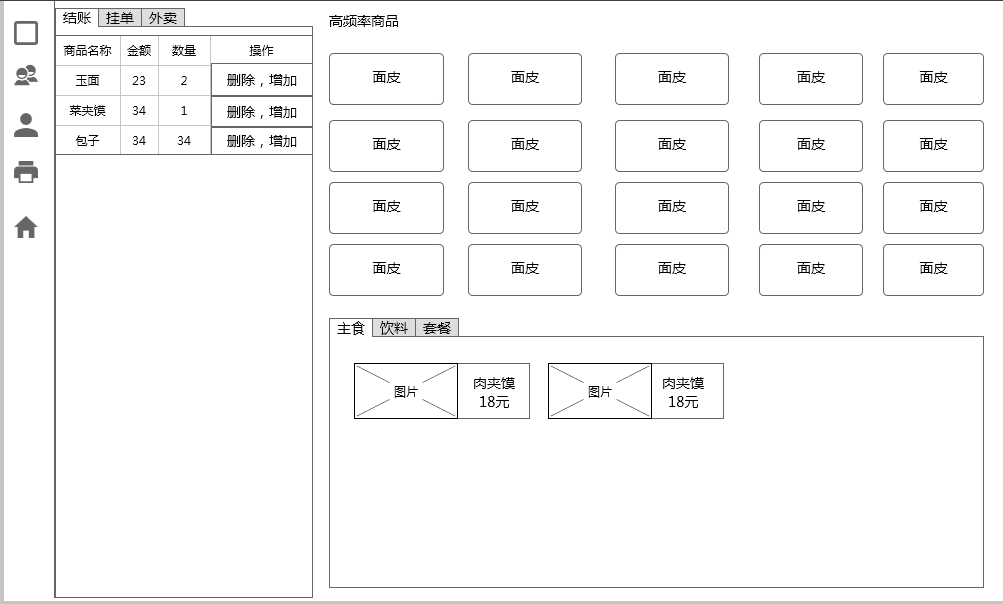 结账 挂单 外卖
商品名称 金额 数量 操作
玉面 23 2 删除，增加
菜夹馍 34 1 删除，增加
包子 34 34 删除，增加
高频率商品
面皮 面皮 面皮 面皮 面皮
面皮 面皮 面皮 面皮 面皮
面皮 面皮 面皮 面皮 面皮
面皮 面皮 面皮 面皮 面皮
主食 饮料 套餐
图片
肉夹馍
18元
图片
肉夹馍
18元